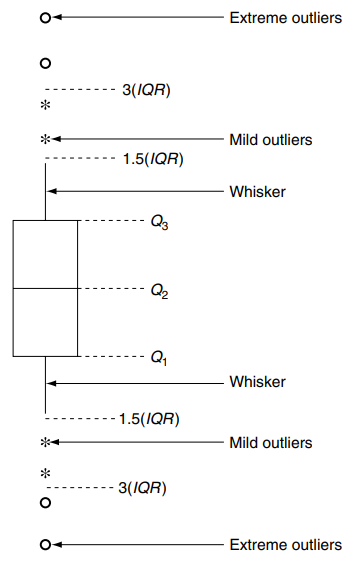 Extreme outliers
3(IQR)
Mild outliers
1.5(IQR)
Whisker
Q3
Q2
Q1
Whisker
1.5(IQR)
Mild outliers
3(IQR)
Extreme outliers